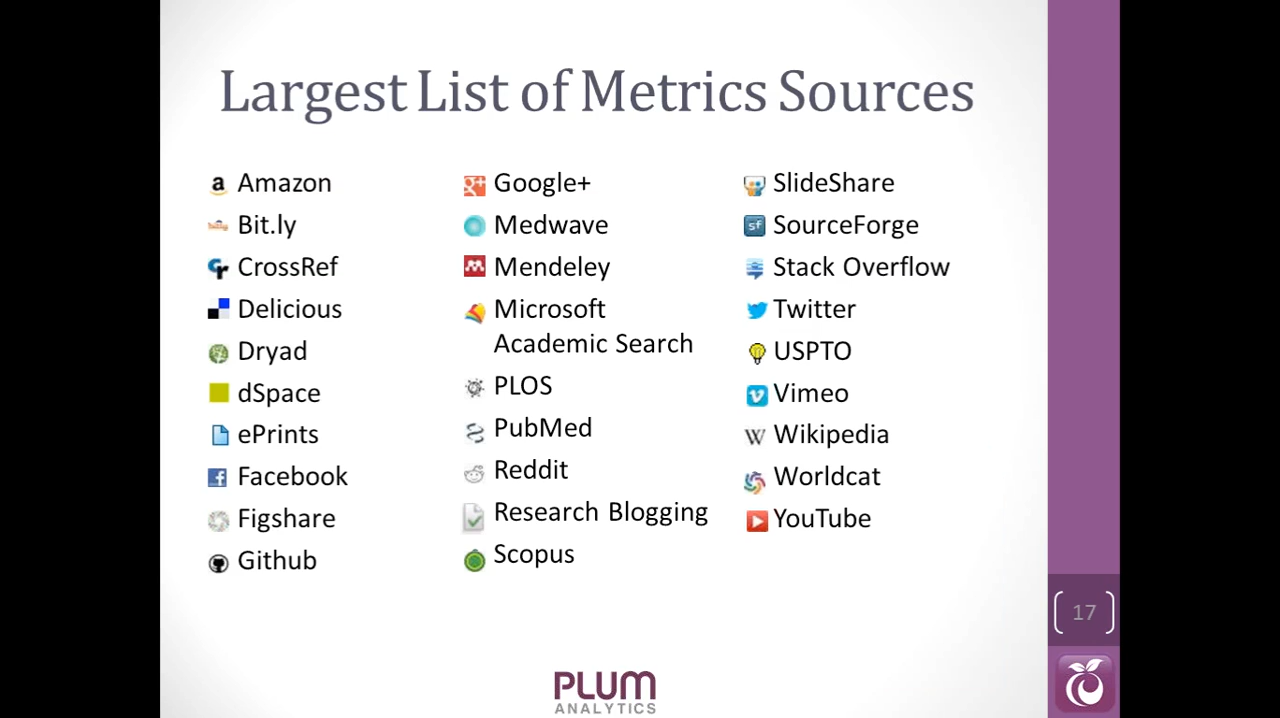 Largest List of Metrics Sources
Amazon
Bit.ly
CrossRef
Delicious
Dryad
dSpace
ePrints
Facebook
Figshare
Github
Google+
Medwave
Mendeley
Microsoft
Academic Search
PLOS
PubMed
Reddit
Research Blogging
Scopus
SlideShare
SourceForge
Stack Overflow
Twitter
USPTO
Vimeo
Wikipedia
Worldcat
YouTube
17
PLUM
ANALYTICS